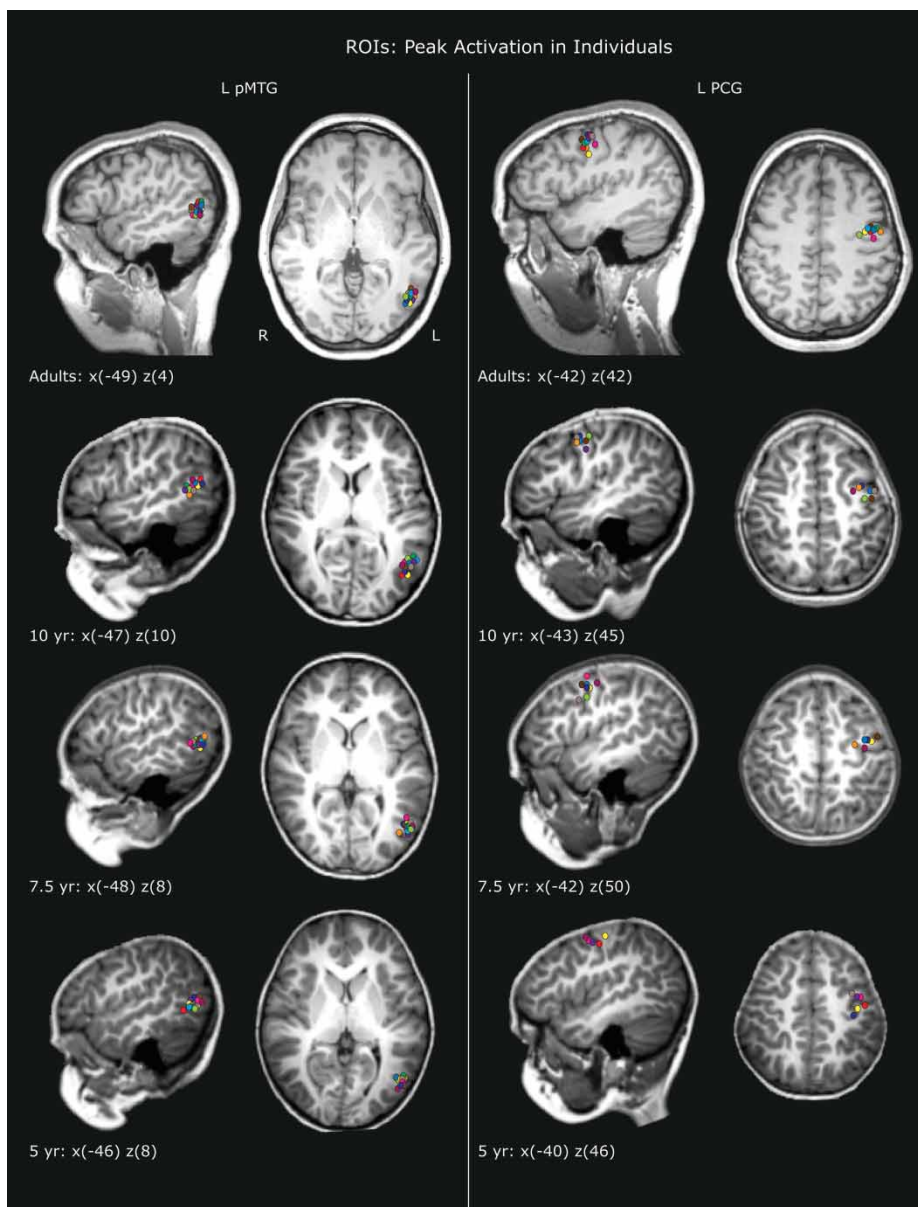 ROIs: Peak Activation in Individuals
L pMTG
L PCG
R
L
Adults: x(-49) z(4)
Adults: x(-42) z(42)
10 yr: x(-47) z(10)
10 yr: x(-43) z(45)
7.5 yr: x(-48) z(8)
7.5 yr: x(-42) z(50)
5 yr: x(-46) z(8)
5 yr: x(-40) z(46)